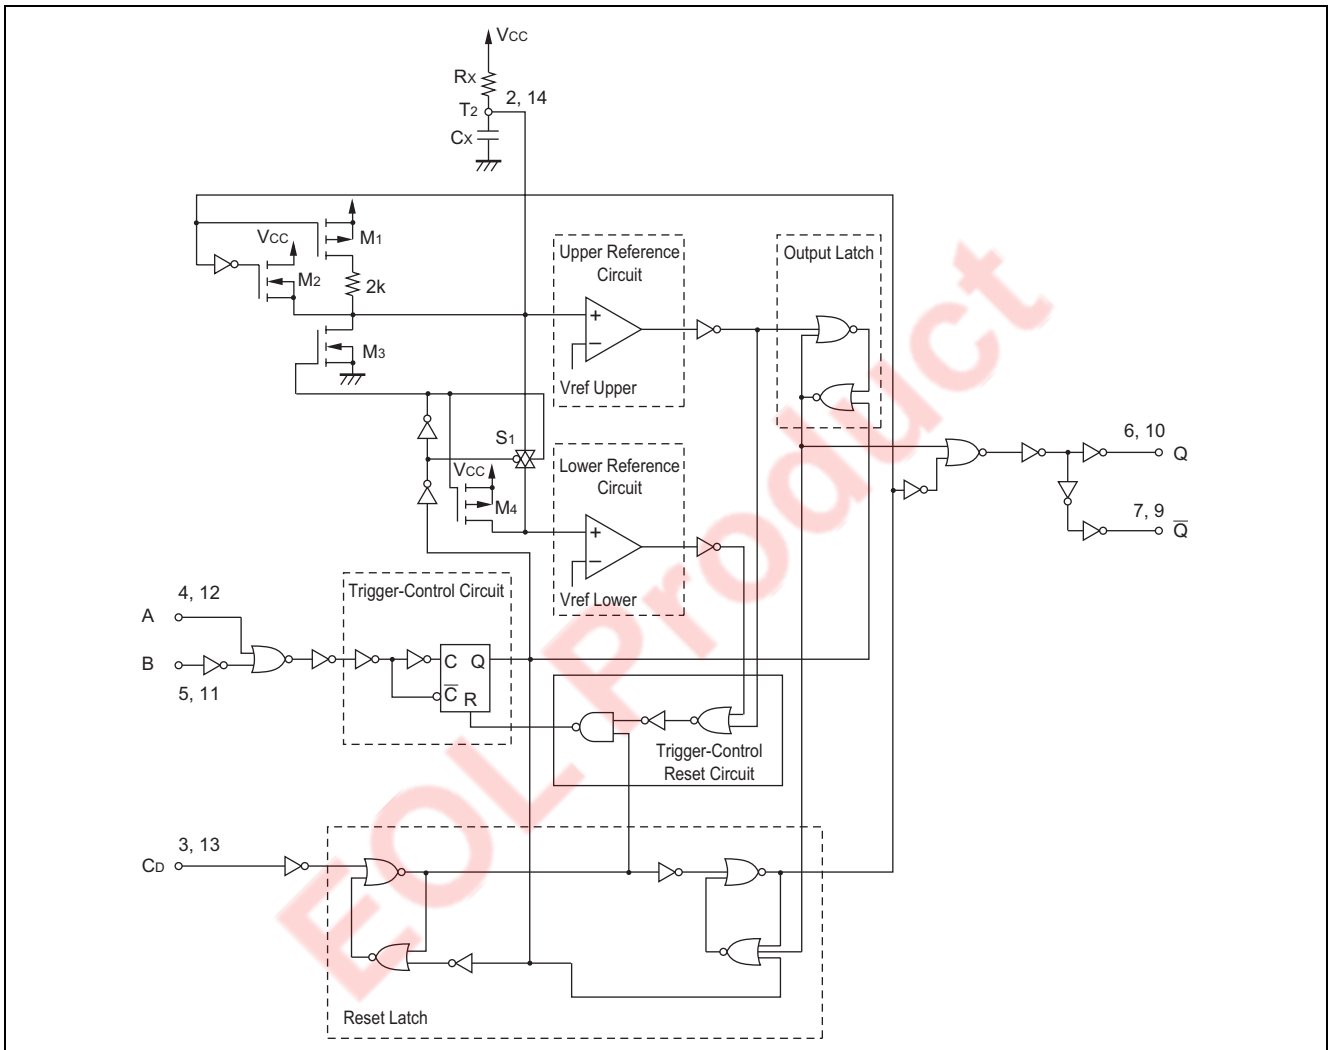 VCC
RX
2, 14
T2
CX
M1
VCC
M2
2k
M3
Upper Reference
Circuit
+
−
Vref Upper
Output Latch
S1
VCC
M4
Lower Reference
Circuit
+
−
Vref Lower
6, 10
Q
7, 9
Q̅
4, 12
A
B
5, 11
Trigger-Control Circuit
C Q
C̅ R
Trigger-Control
Reset Circuit
3, 13
CD
Reset Latch
EOL Product